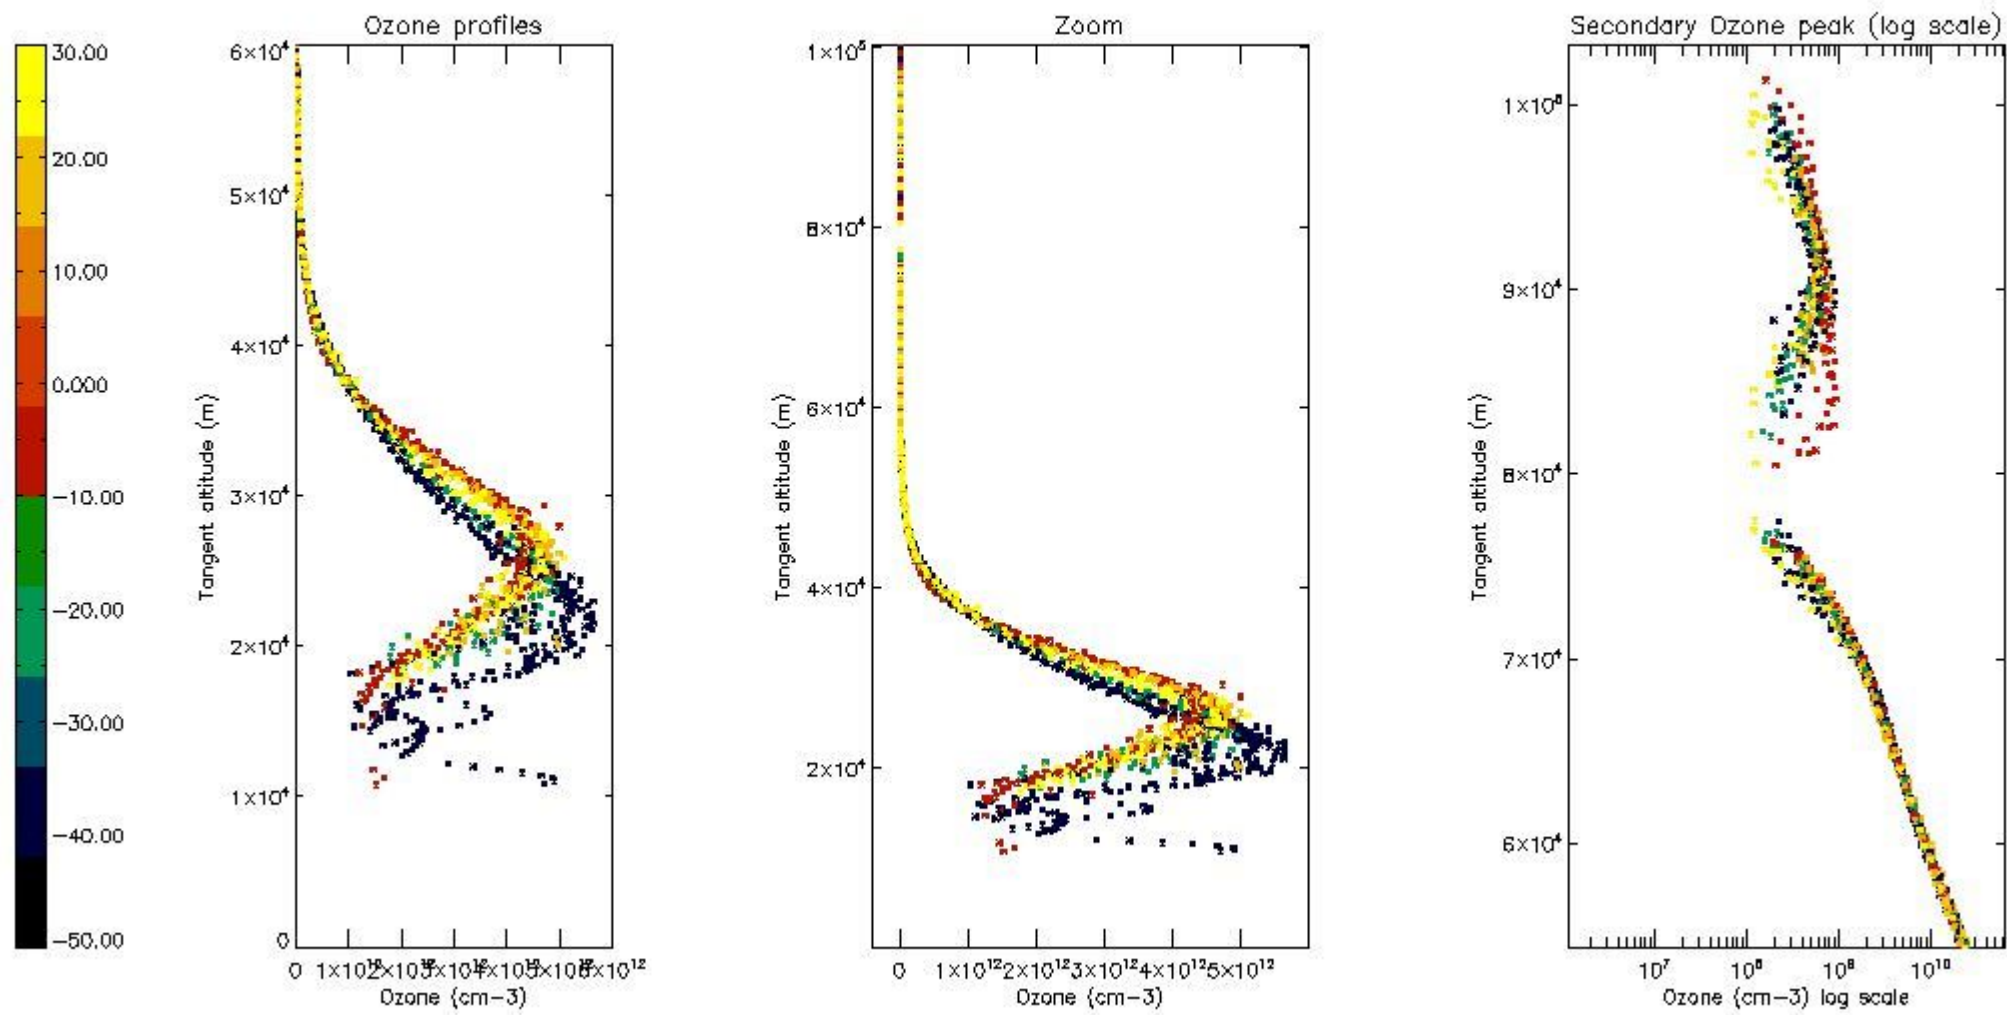 Ozone profiles
Zoom
Secondary Ozone peak (log scale)
30.00
20.00
10.00
0.000
−10.00
−20.00
−30.00
−40.00
−50.00
6×10⁴
5×10⁴
4×10⁴
3×10⁴
2×10⁴
1×10⁴
0
Tangent altitude (m)
0 1×10¹²
Ozone (cm−3)
1×10⁵
8×10⁴
6×10⁴
4×10⁴
2×10⁴
Tangent altitude (m)
0 1×10¹² 2×10¹² 3×10¹² 4×10¹² 5×10¹²
Ozone (cm−3)
9×10⁴
8×10⁴
7×10⁴
6×10⁴
Tangent altitude (m)
10⁷ 10¹⁰
Ozone (cm−3) log scale